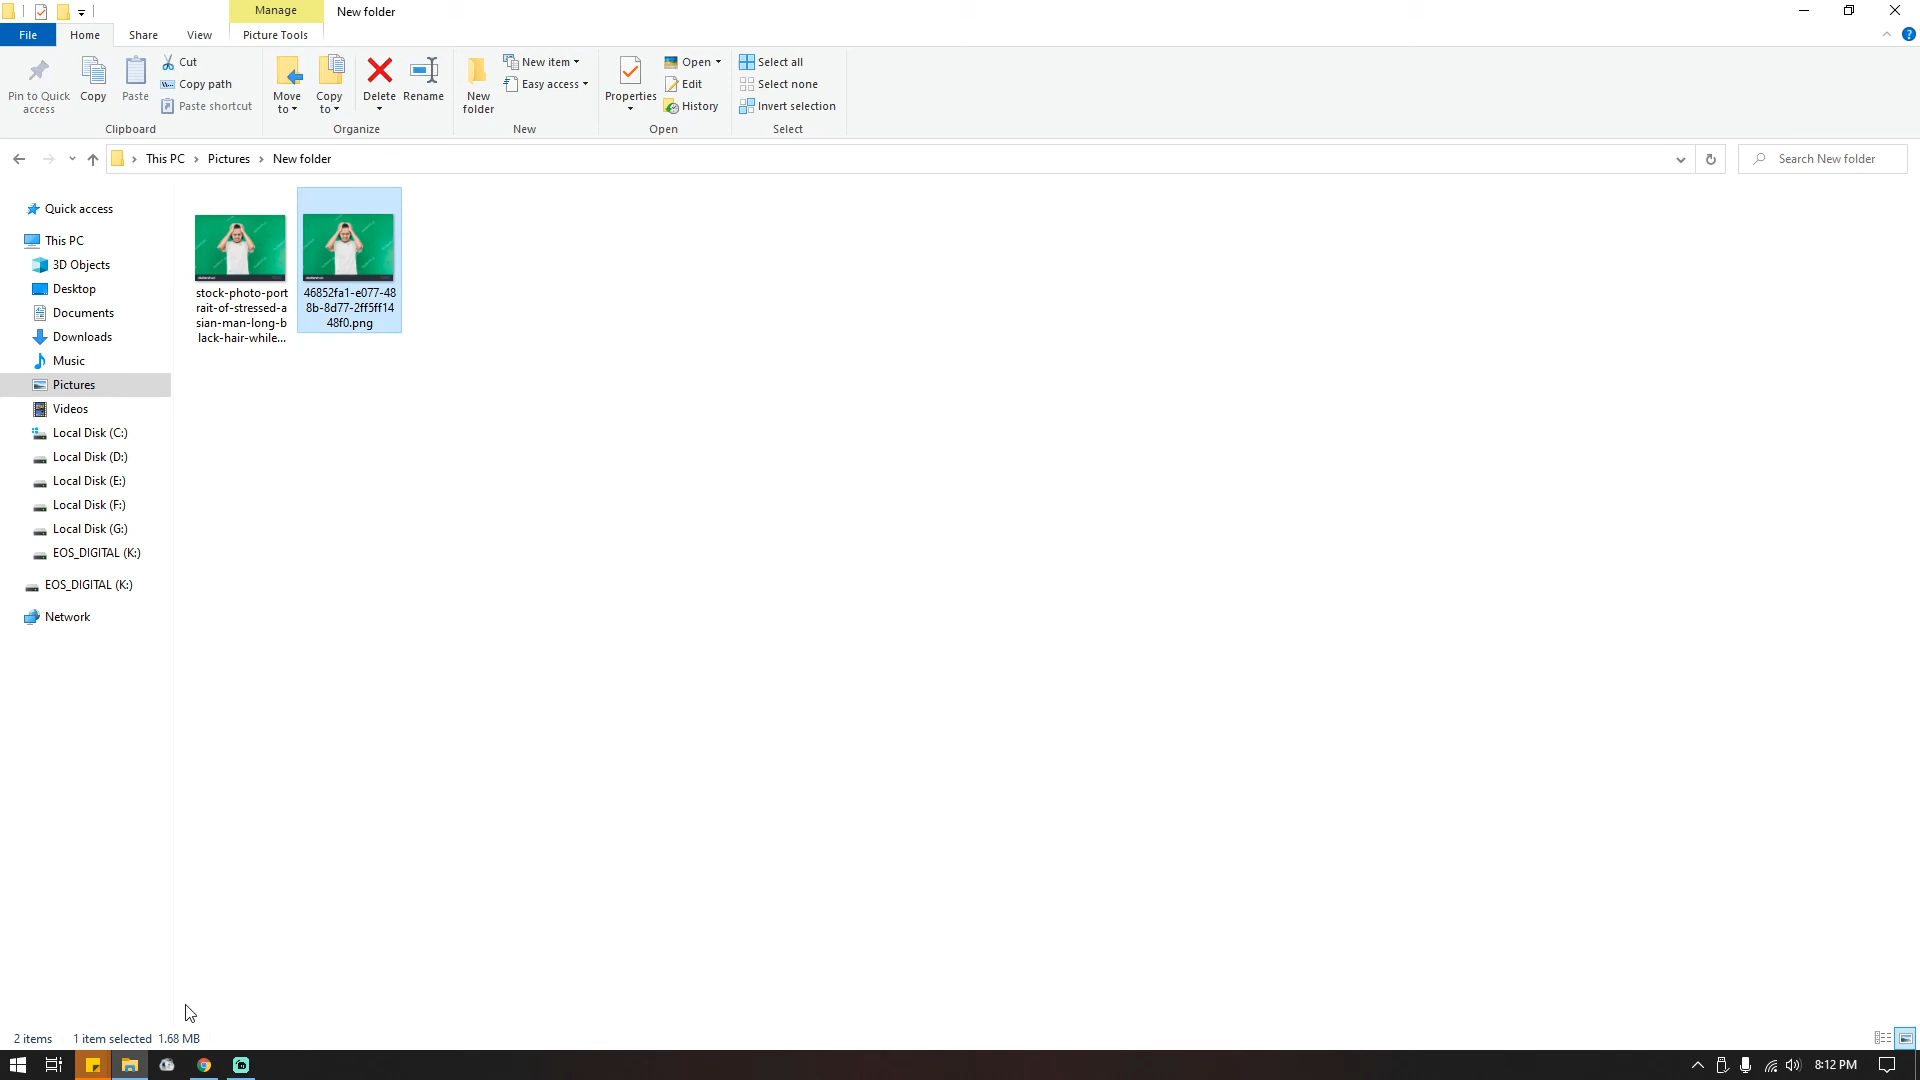 Manage
New folder
File
Home
Share
View
Picture Tools
Pin to Quick access
Copy
Paste
Cut
Copy path
Paste shortcut
Clipboard
Move to
Copy to
Delete
Rename
Organize
New folder
New item
Easy access
New
Properties
Open
Edit
History
Open
Select all
Select none
Invert selection
Select
This PC
Pictures
New folder
Search New folder
Quick access
This PC
3D Objects
Desktop
Documents
Downloads
Music
Pictures
Videos
Local Disk (C:)
Local Disk (D:)
Local Disk (E:)
Local Disk (F:)
Local Disk (G:)
EOS_DIGITAL (K:)
EOS_DIGITAL (K:)
Network
stock-photo-port
rait-of-stressed-a
sian-man-long-b
lack-hair-while...
46852fa1-e077-48
8b-8d77-2ff5ff14
48f0.png
2 items
1 item selected 1.68 MB
8:12 PM